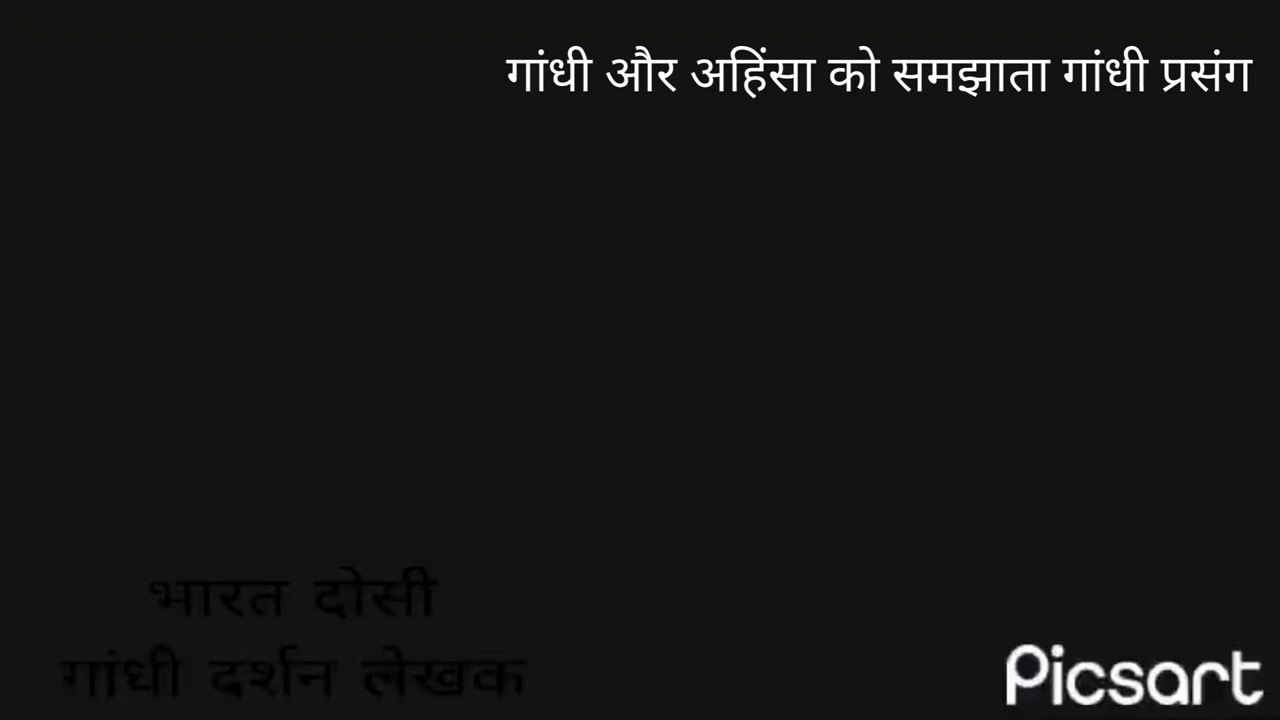 गांधी और अहिंसा को समझाता गांधी प्रसंग
भारत दोसी
गांधी दर्शन लेखक
Picsart